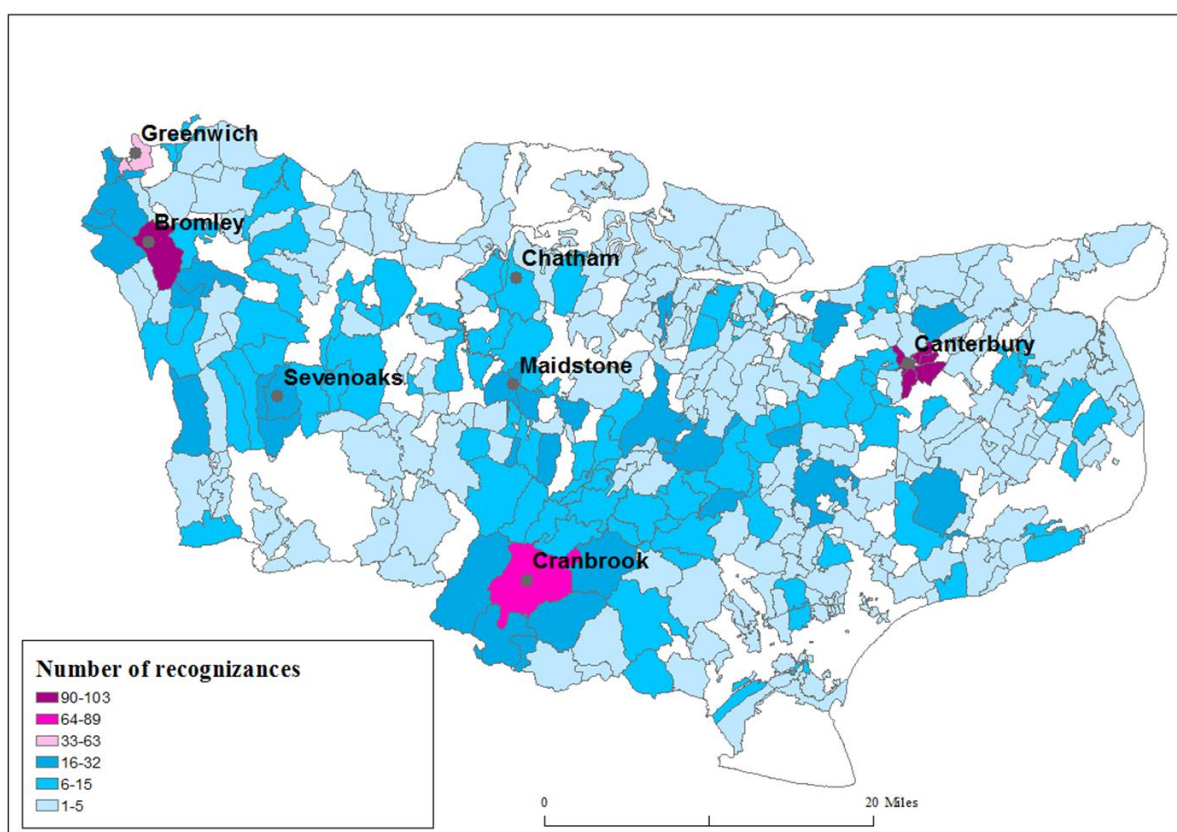 Greenwich
Bromley
Chatham
Canterbury
Maidstone
Sevenoaks
Cranbrook
Number of recognizances
90-103
64-89
33-63
16-32
6-15
1-5
0 20 Miles